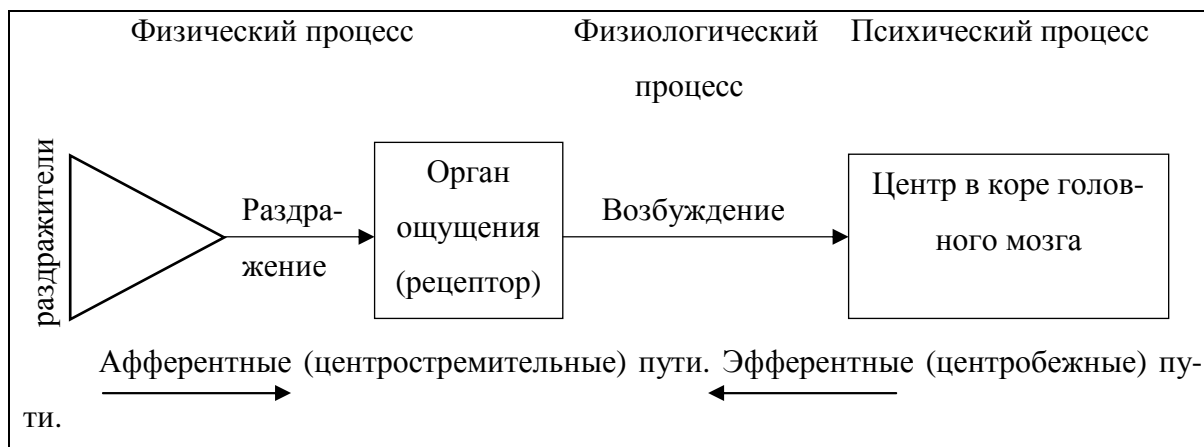 Физический процесс
Физиологический
процесс
Психический процесс
раздражители
Раздра-
жение
Орган
ощущения
(рецептор)
Возбуждение
Центр в коре голов-
ного мозга
Афферентные (центростремительные) пути. Эфферентные (центробежные) пу-
ти.